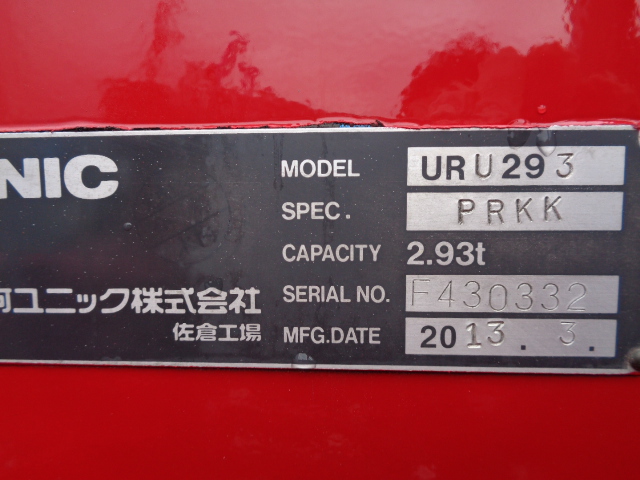 NIC
MODEL URU293
SPEC. PRKK
CAPACITY 2.93t
河ユニック株式会社 SERIAL NO. F430332
佐倉工場 MFG.DATE 2013.3.